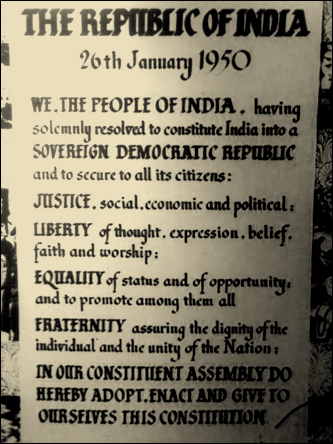 THE REPUBLIC OF INDIA
26th January 1950
WE, THE PEOPLE OF INDIA, having
solemnly resolved to constitute India into a
SOVEREIGN DEMOCRATIC REPUBLIC
and to secure to all its citizens:
JUSTICE, social, economic and political;
LIBERTY of thought, expression, belief,
faith and worship;
EQUALITY of status and of opportunity;
and to promote among them all
FRATERNITY assuring the dignity of the
individual and the unity of the Nation;
IN OUR CONSTITUENT ASSEMBLY DO
HEREBY ADOPT, ENACT AND GIVE TO
OURSELVES THIS CONSTITUTION.